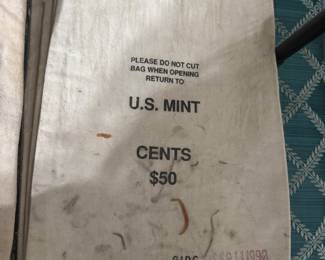 PLEASE DO NOT CUT
BAG WHEN OPENING
RETURN TO
U.S. MINT
CENTS
$50